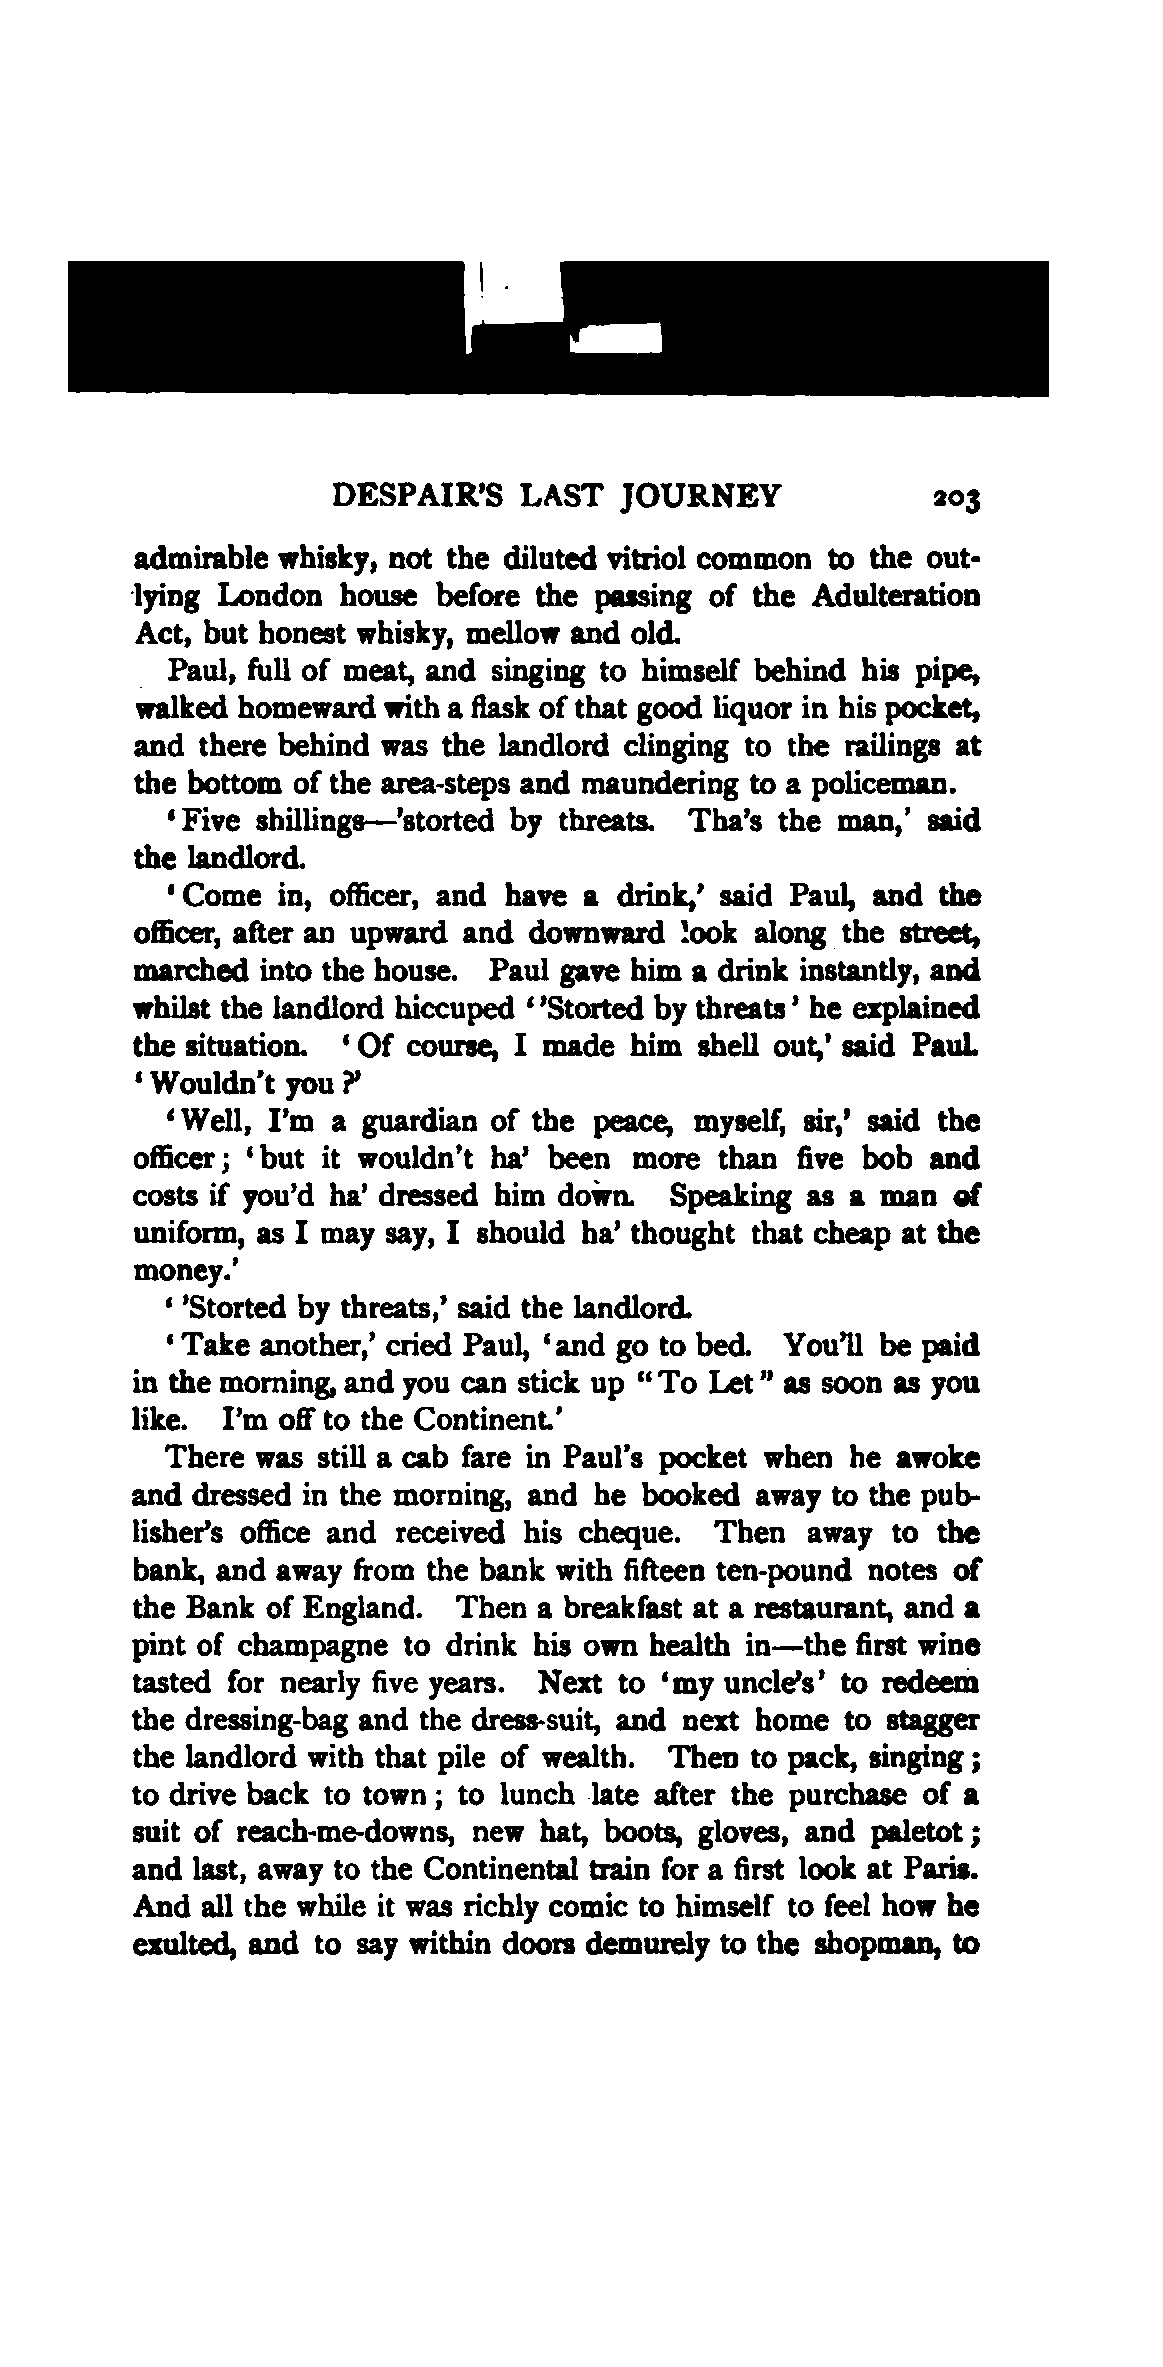 DESPAIR'S LAST JOURNEY 203
admirable whisky, not the diluted vitriol common to the out-
lying London house before the passing of the Adulteration
Act, but honest whisky, mellow and old.
Paul, full of meat, and singing to himself behind his pipe,
walked homeward with a flask of that good liquor in his pocket,
and there behind was the landlord clinging to the railings at
the bottom of the area-steps and maundering to a policeman.
‘Five shillings—’storted by threats. Tha’s the man,’ said
the landlord.
‘Come in, officer, and have a drink,’ said Paul, and the
officer, after an upward and downward look along the street,
marched into the house. Paul gave him a drink instantly, and
whilst the landlord hiccuped ‘’Storted by threats’ he explained
the situation. ‘Of course, I made him shell out,’ said Paul.
‘Wouldn’t you?’
‘Well, I’m a guardian of the peace, myself, sir,’ said the
officer; ‘but it wouldn’t ha’ been more than five bob and
costs if you’d ha’ dressed him down. Speaking as a man of
uniform, as I may say, I should ha’ thought that cheap at the
money.’
‘’Storted by threats,’ said the landlord.
‘Take another,’ cried Paul, ‘and go to bed. You’ll be paid
in the morning, and you can stick up “To Let” as soon as you
like. I’m off to the Continent.’
There was still a cab fare in Paul’s pocket when he awoke
and dressed in the morning, and he booked away to the pub-
lisher’s office and received his cheque. Then away to the
bank, and away from the bank with fifteen ten-pound notes of
the Bank of England. Then a breakfast at a restaurant, and a
pint of champagne to drink his own health in—the first wine
tasted for nearly five years. Next to ‘my uncle’s’ to redeem
the dressing-bag and the dress-suit, and next home to stagger
the landlord with that pile of wealth. Then to pack, singing;
to drive back to town; to lunch late after the purchase of a
suit of reach-me-downs, new hat, boots, gloves, and paletot;
and last, away to the Continental train for a first look at Paris.
And all the while it was richly comic to himself to feel how he
exulted, and to say within doors demurely to the shopman, to